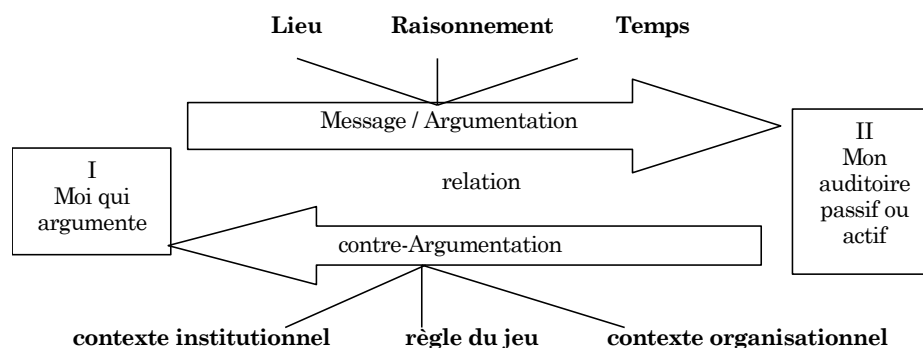 Lieu Raisonnement Temps
Message / Argumentation
I
Moi qui
argumente
relation
II
Mon
auditoire
passif ou
actif
contre-Argumentation
contexte institutionnel règle du jeu contexte organisationnel